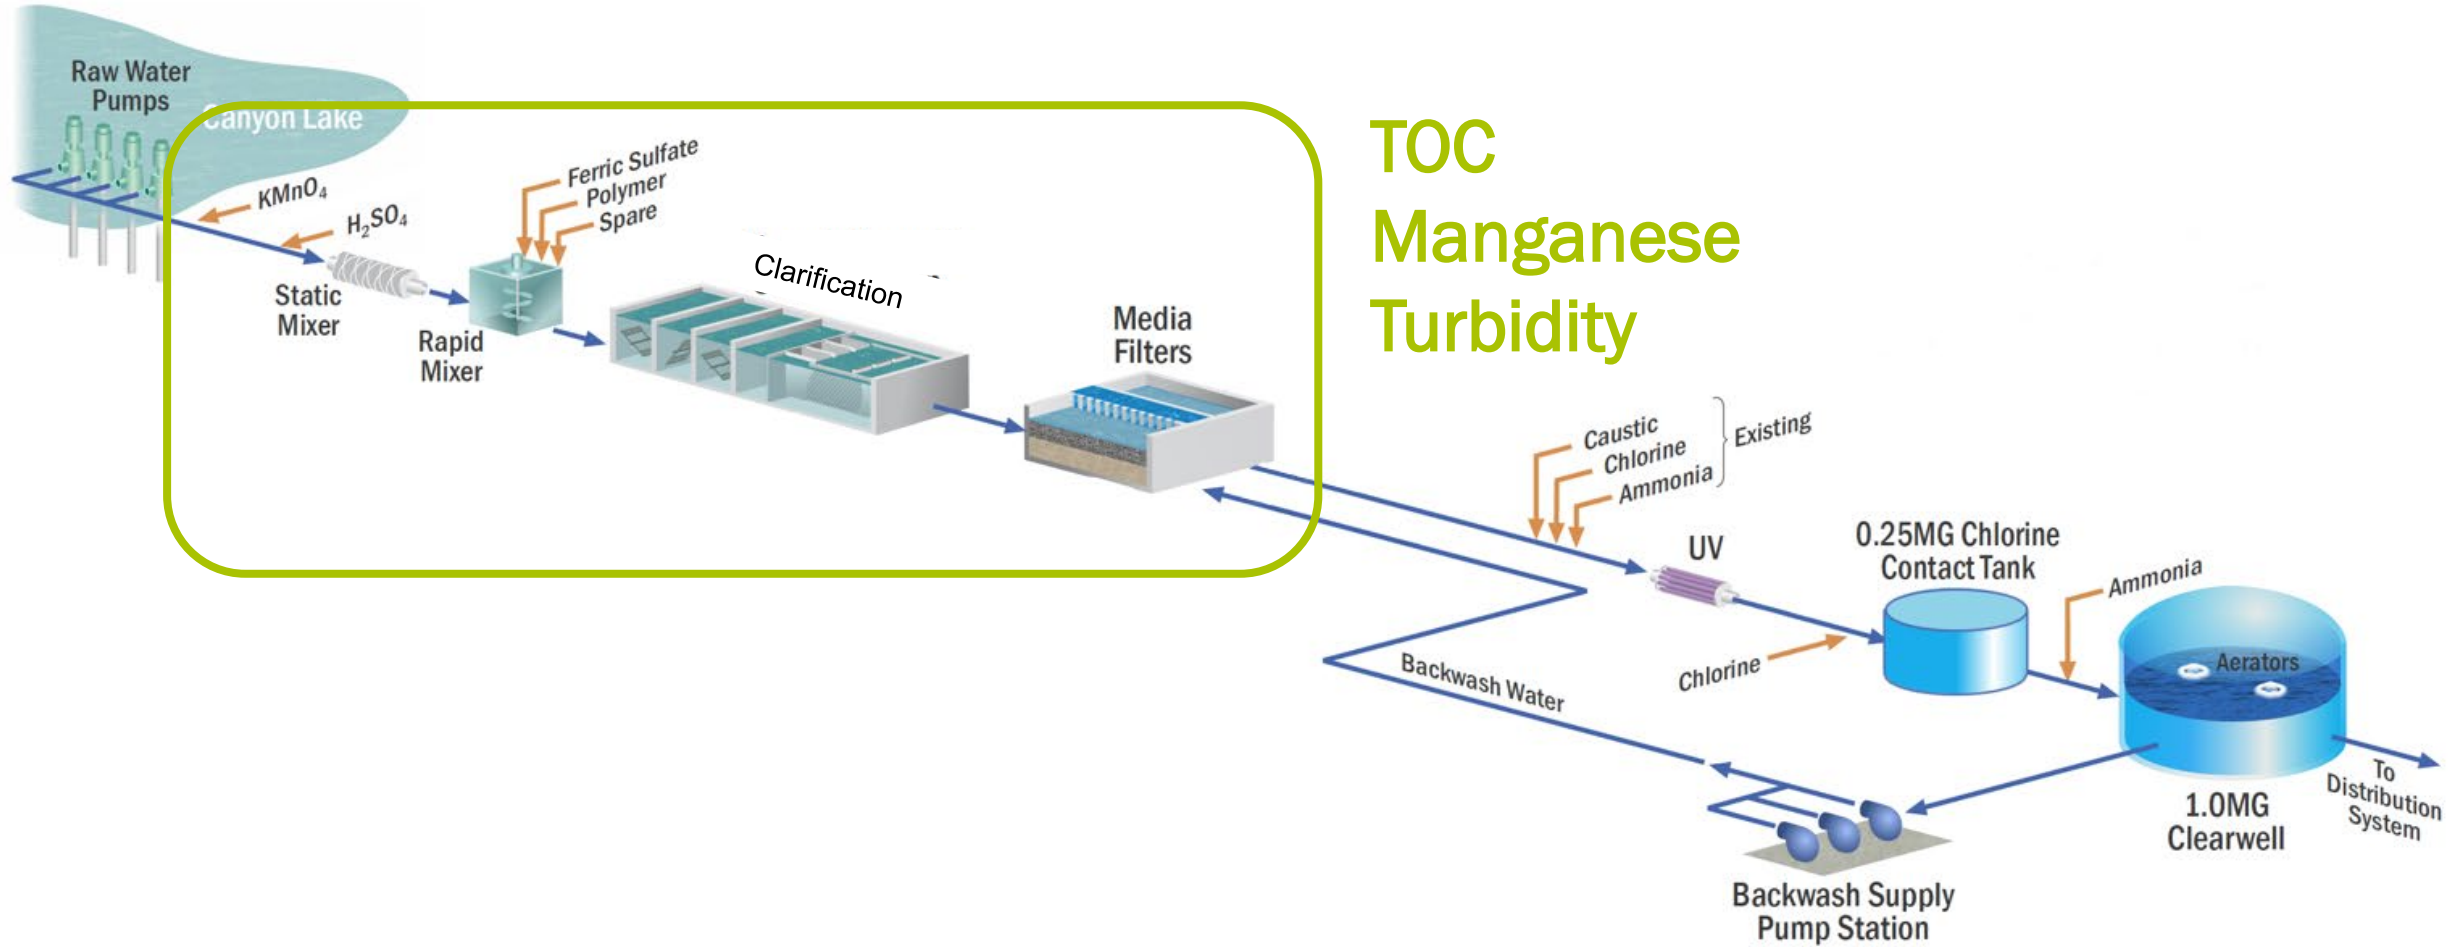 Raw Water
Pumps
Canyon Lake
KMnO₄
H₂SO₄
Static
Mixer
Ferric Sulfate
Polymer
Spare
Rapid
Mixer
Clarification
Media
Filters
TOC
Manganese
Turbidity
Caustic
Chlorine
Ammonia
Existing
UV
0.25MG Chlorine
Contact Tank
Chlorine
Ammonia
Aerators
Backwash Water
To
Distribution
System
1.0MG
Clearwell
Backwash Supply
Pump Station